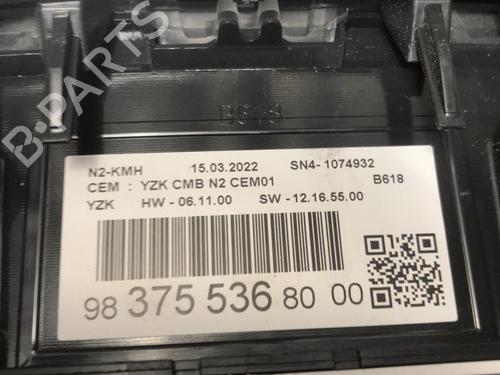 B-PARTS
B618
N2-KMH 15.03.2022 SN4- 1074932
CEM : YZK CMB N2 CEM01 B618
YZK HW - 06.11.00 SW - 12.16.55.00
98 375 536 80 00